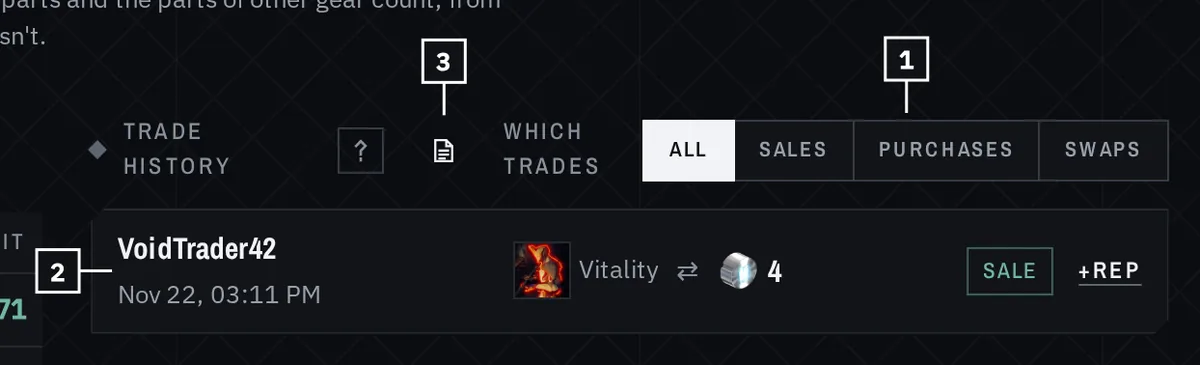 parts and the parts of other gear count, from
sn't.
3
1
TRADE
HISTORY
?
WHICH
TRADES
ALL
SALES
PURCHASES
SWAPS
IT
2
VoidTrader42
Nov 22, 03:11 PM
Vitality
4
SALE
+REP
71